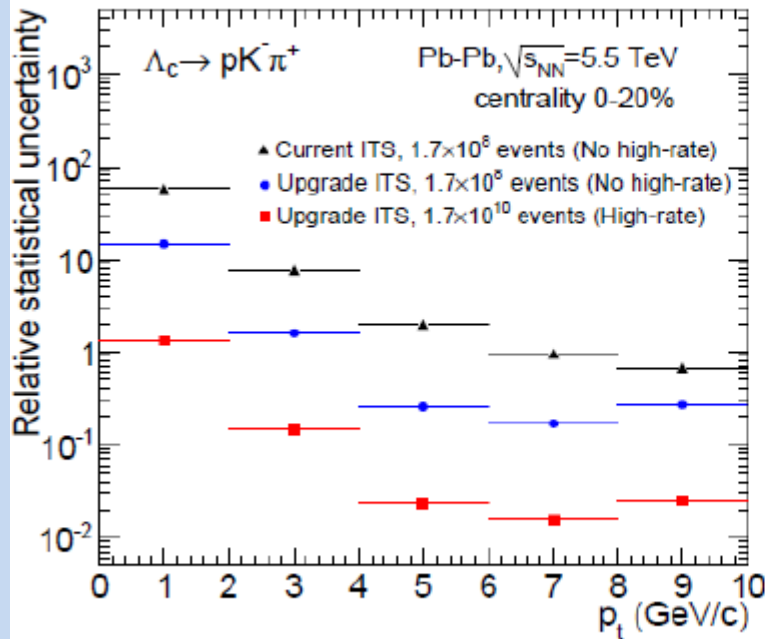 Relative statistical uncertainty
Λc→ pK⁻π⁺
Pb-Pb,√sNN=5.5 TeV
centrality 0-20%
Current ITS, 1.7×10⁸ events (No high-rate)
Upgrade ITS, 1.7×10⁸ events (No high-rate)
Upgrade ITS, 1.7×10¹⁰ events (High-rate)
10³
10²
10
1
10⁻¹
10⁻²
0 1 2 3 4 5 6 7 8 9 10
pt (GeV/c)